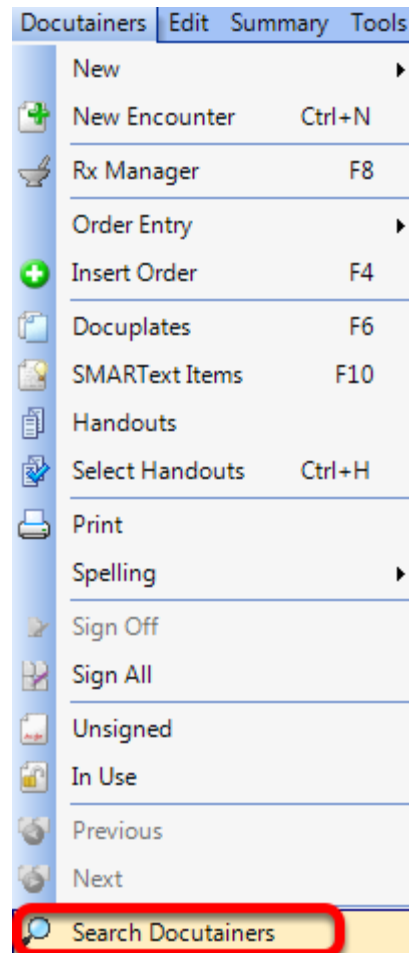 Docutainers Edit Summary Tools
New
New Encounter Ctrl+N
Rx Manager F8
Order Entry
Insert Order F4
Docuplates F6
SMARText Items F10
Handouts
Select Handouts Ctrl+H
Print
Spelling
Sign Off
Sign All
Unsigned
In Use
Previous
Next
Search Docutainers